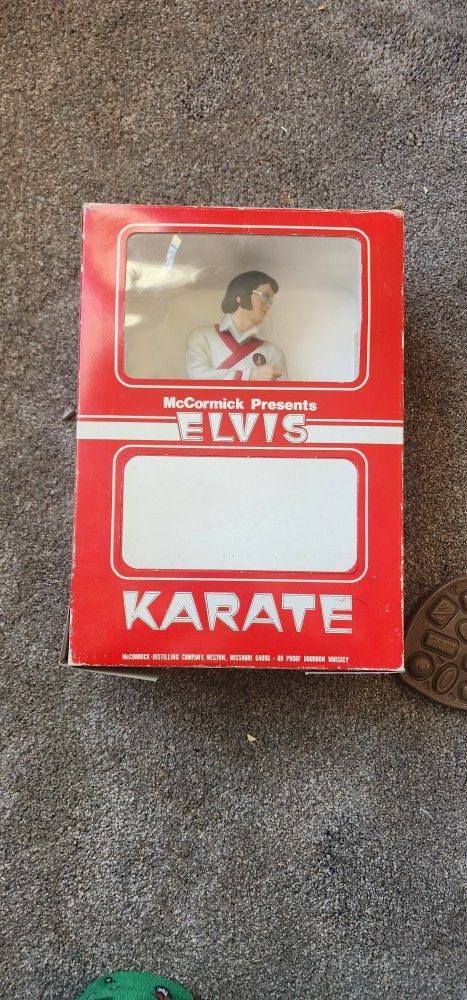 McCormick Presents
ELVIS
KARATE
McCORMICK DISTILLING COMPANY, WESTON, MISSOURI 64098 - 80 PROOF BOURBON WHISKEY